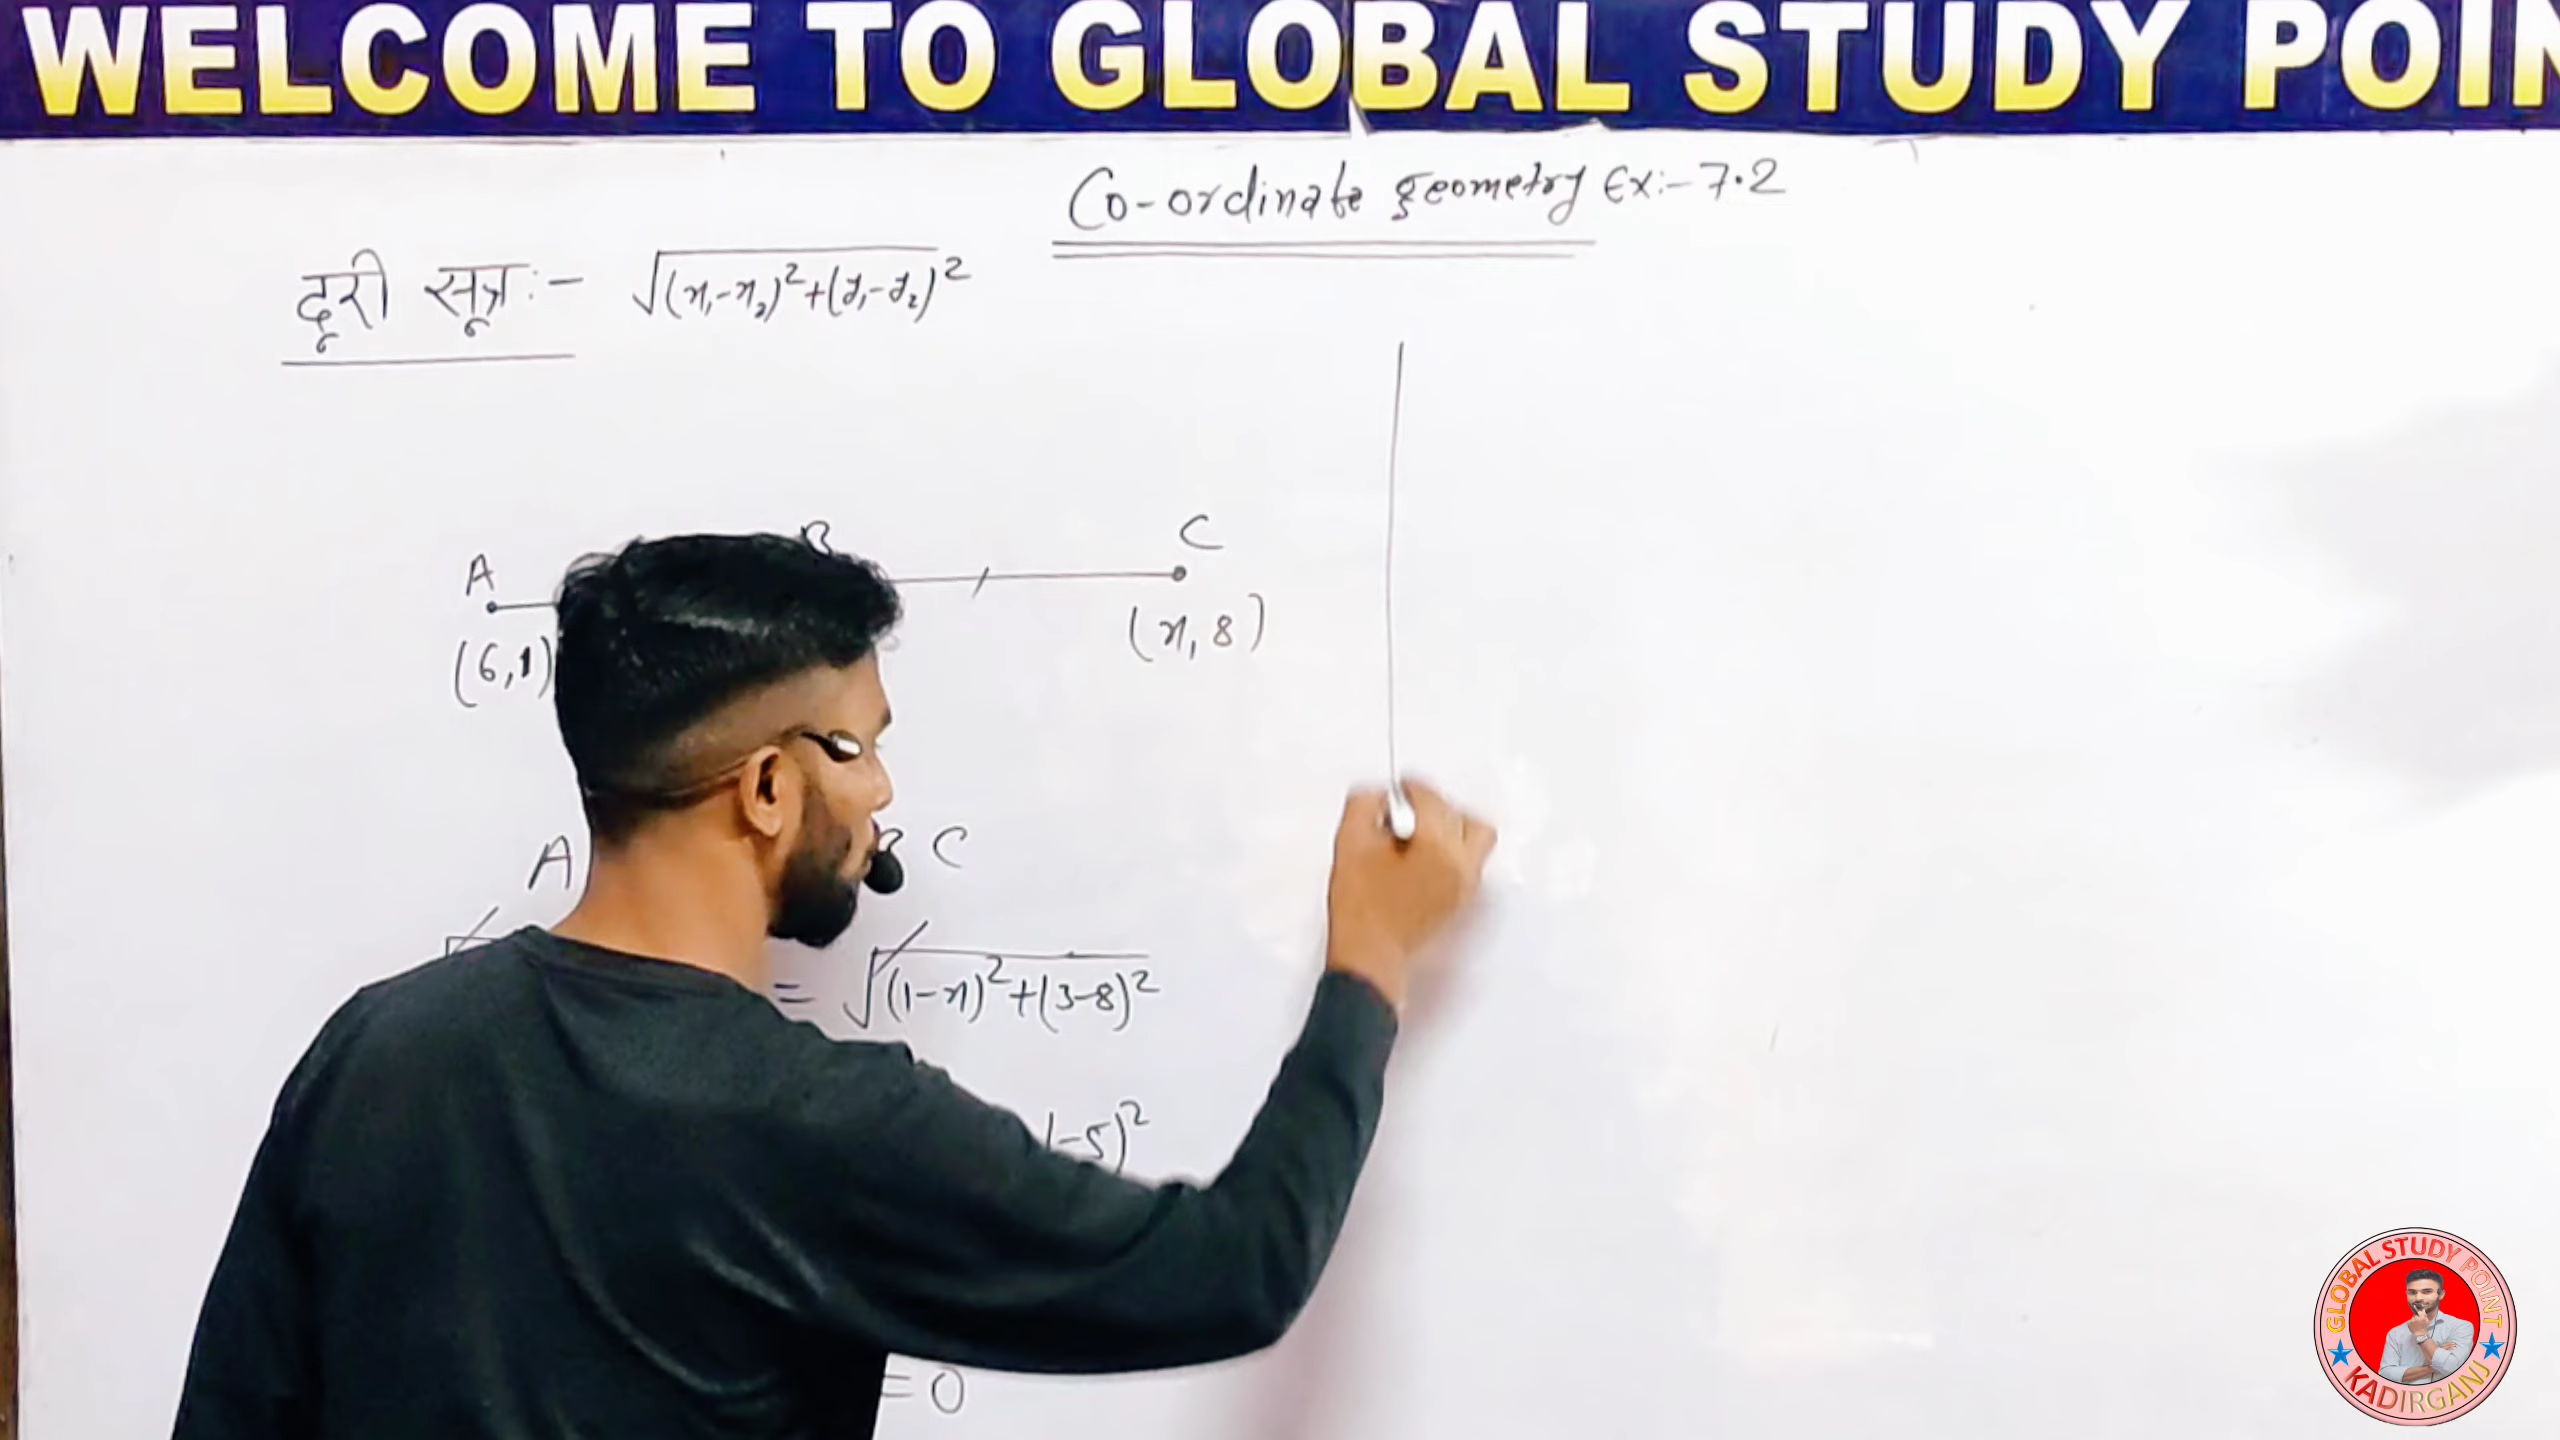 WELCOME TO GLOBAL STUDY POIN
Co-ordinate geometry Ex:- 7.2
दूरी सूत्र :- √(x₁-x₂)²+(y₁-y₂)²
A B C
(6,1) (x, 8)
A B C
= √(1-x)²+(3-8)²
(-5)²
= 0
GLOBAL STUDY POINT
KADIRGANJ